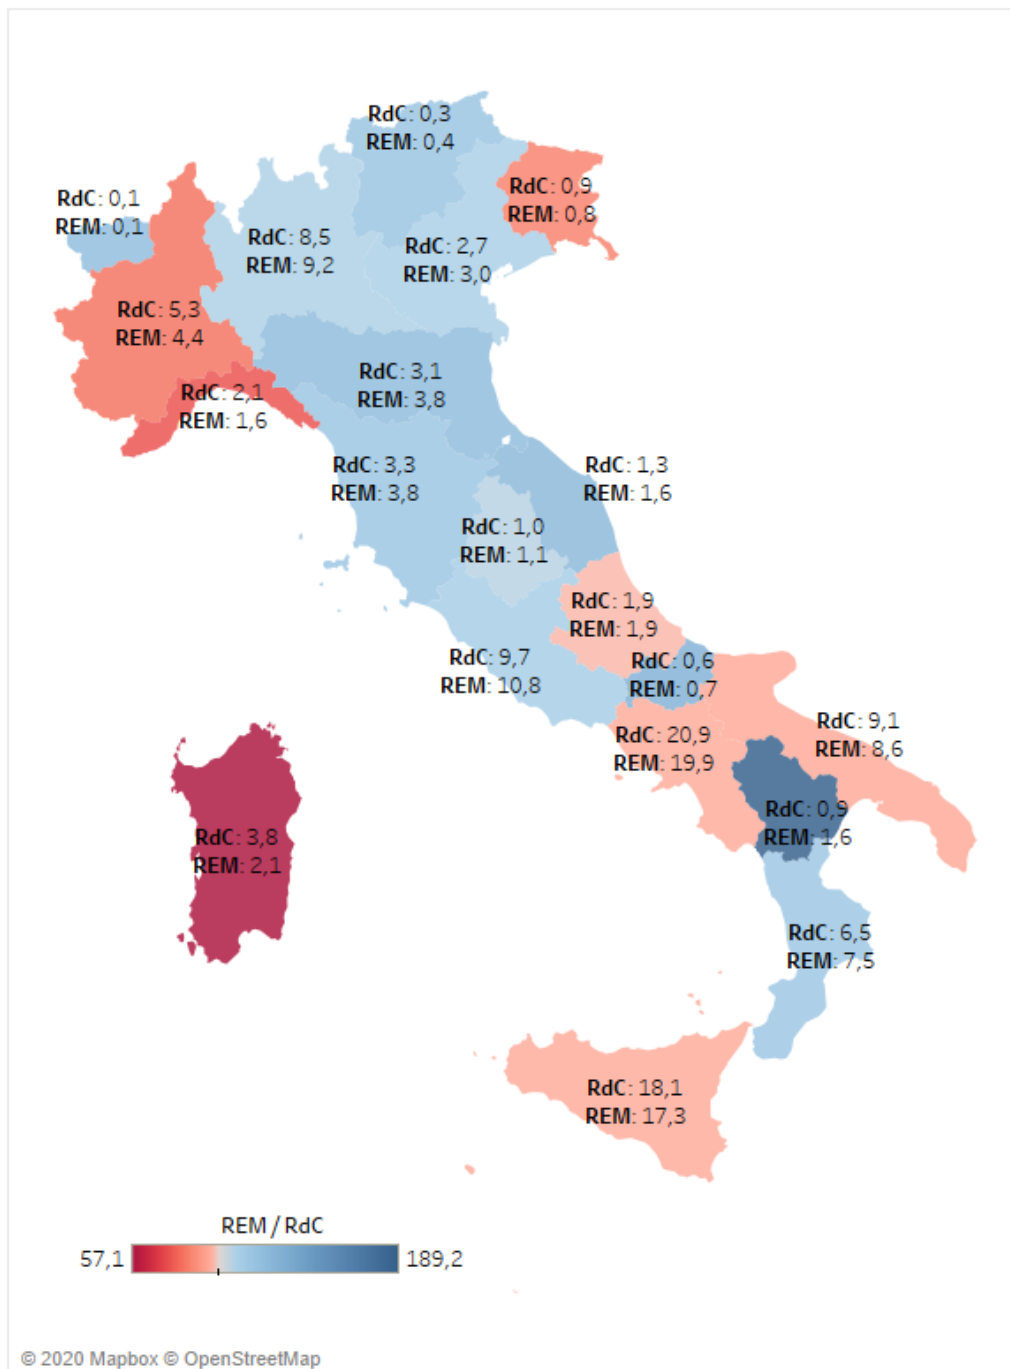 RdC: 0,3
REM: 0,4
RdC: 0,9
REM: 0,8
RdC: 0,1
REM: 0,1
RdC: 8,5
REM: 9,2
RdC: 2,7
REM: 3,0
RdC: 5,3
REM: 4,4
RdC: 3,1
REM: 3,8
RdC: 2,1
REM: 1,6
RdC: 3,3
REM: 3,8
RdC: 1,3
REM: 1,6
RdC: 1,0
REM: 1,1
RdC: 1,9
REM: 1,9
RdC: 9,7
REM: 10,8
RdC: 0,6
REM: 0,7
RdC: 20,9
REM: 19,9
RdC: 9,1
REM: 8,6
RdC: 0,9
REM: 1,6
RdC: 3,8
REM: 2,1
RdC: 6,5
REM: 7,5
RdC: 18,1
REM: 17,3
REM / RdC
57,1 189,2
© 2020 Mapbox © OpenStreetMap